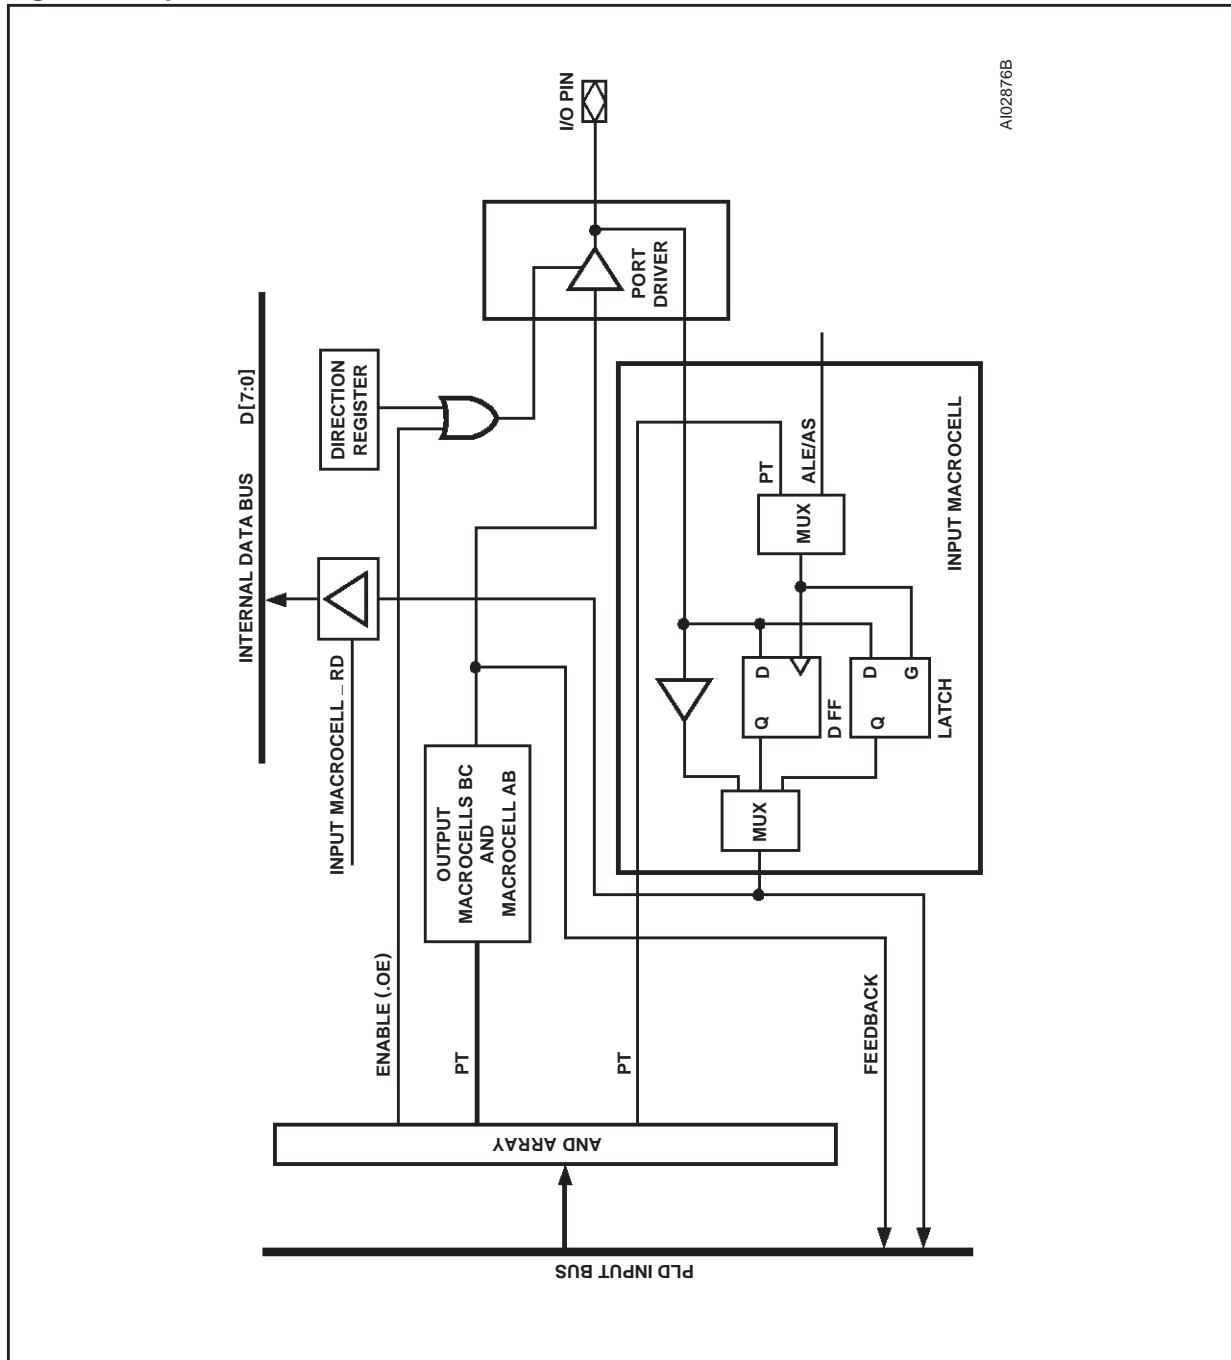 INTERNAL DATA BUS D[7:0]
INPUT MACROCELL _ RD
DIRECTION
REGISTER
ENABLE (.OE)
OUTPUT
MACROCELLS BC
AND
MACROCELL AB
PT
I/O PIN
PORT
DRIVER
PT
AND ARRAY
PLD INPUT BUS
PT
ALE/AS
MUX
D
Q
D FF
D
G
Q
LATCH
MUX
INPUT MACROCELL
FEEDBACK
AI02876B